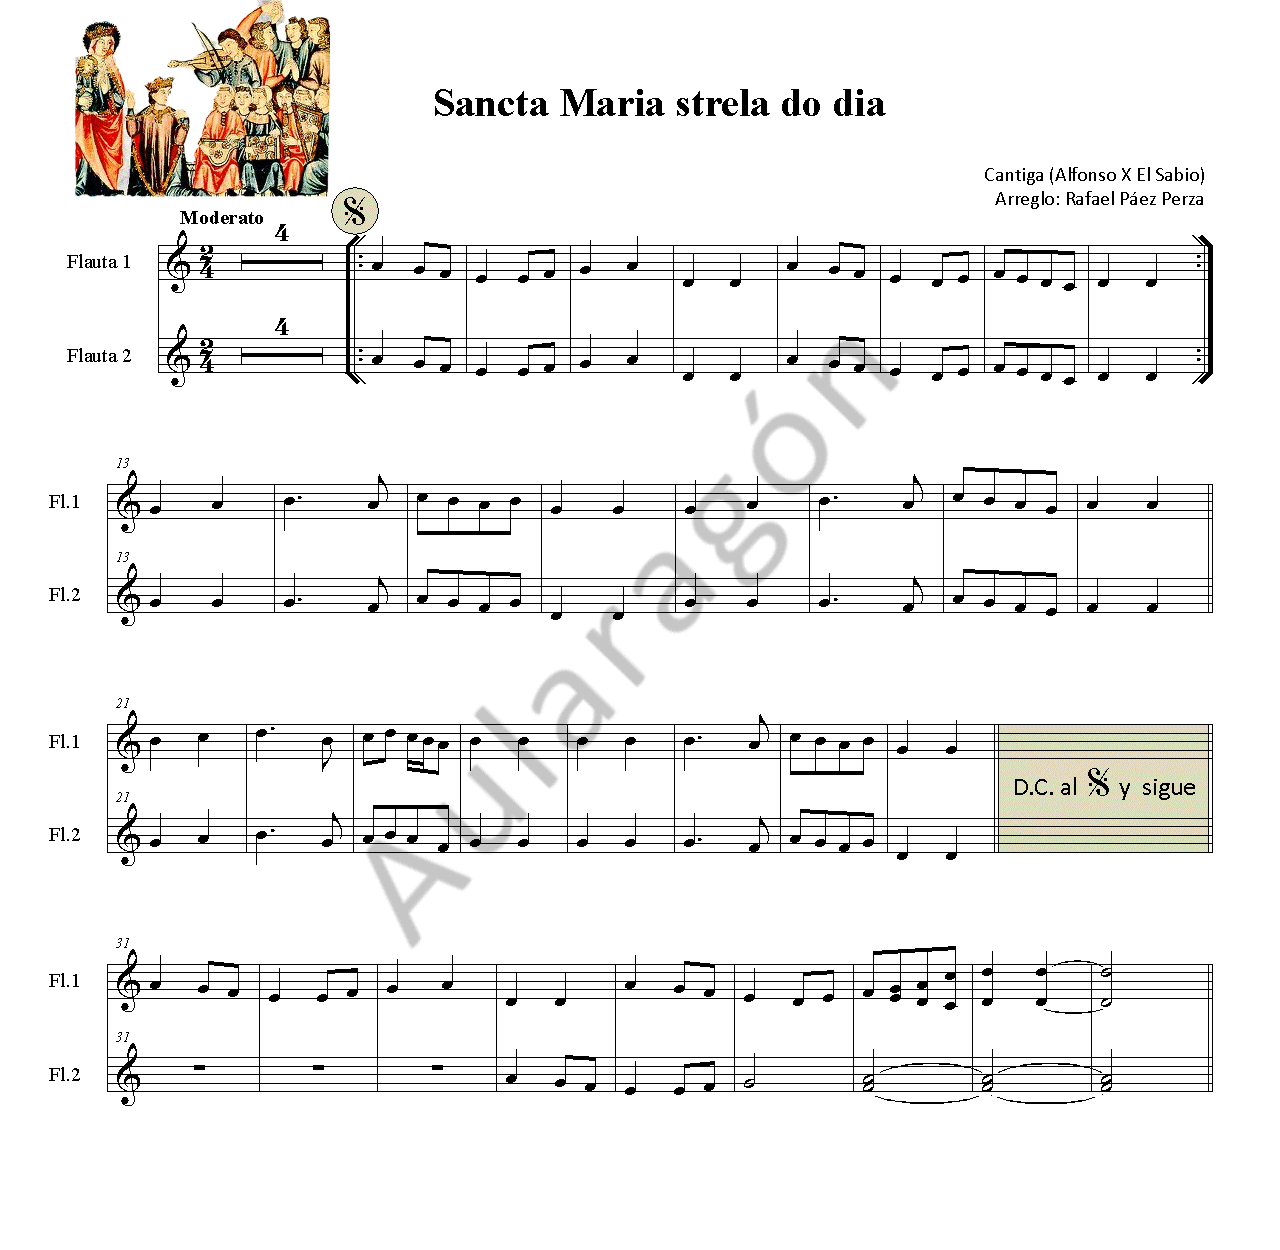 Sancta Maria strela do dia
Cantiga (Alfonso X El Sabio)
Arreglo: Rafael Páez Perza
Moderato
4
Flauta 1
2
4
4
Flauta 2
2
4
13
Fl.1
13
Fl.2
21
Fl.1
21
Fl.2
D.C. al y sigue
31
Fl.1
31
Fl.2
Aularagón